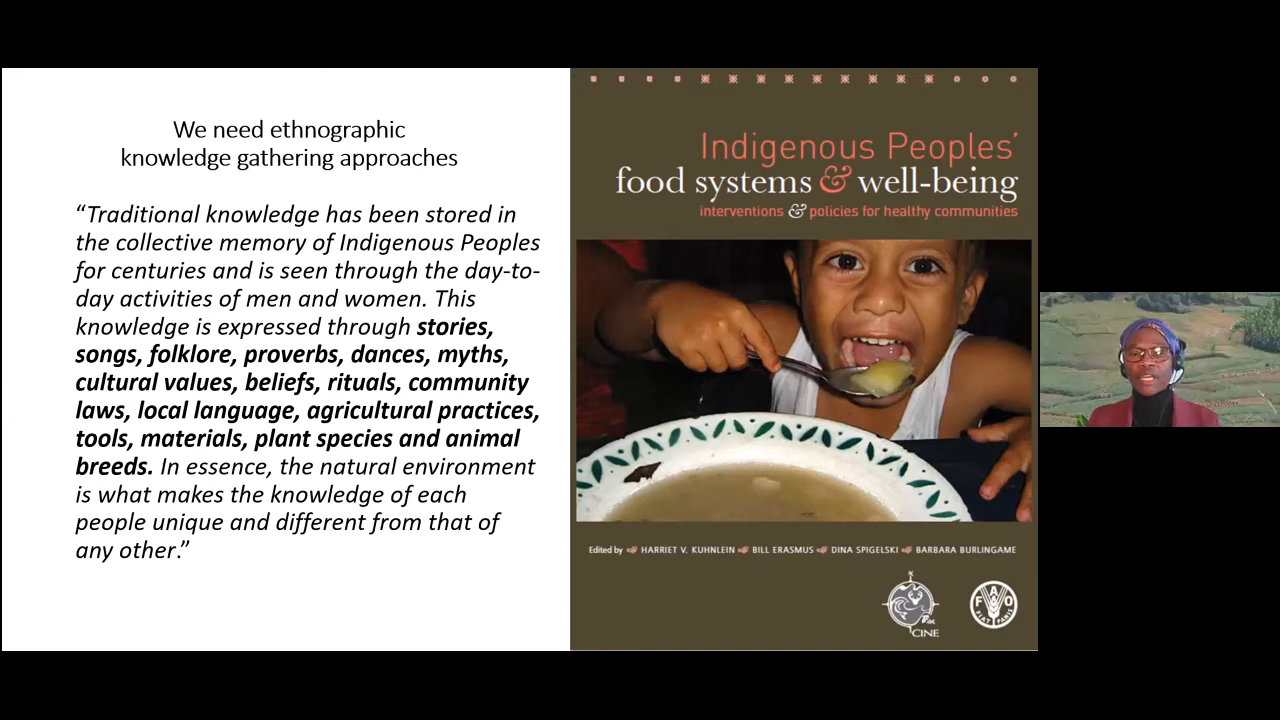 We need ethnographic
knowledge gathering approaches
“Traditional knowledge has been stored in
the collective memory of Indigenous Peoples
for centuries and is seen through the day-to-
day activities of men and women. This
knowledge is expressed through stories,
songs, folklore, proverbs, dances, myths,
cultural values, beliefs, rituals, community
laws, local language, agricultural practices,
tools, materials, plant species and animal
breeds. In essence, the natural environment
is what makes the knowledge of each
people unique and different from that of
any other.”
Indigenous Peoples’
food systems & well-being
interventions & policies for healthy communities
Edited by HARRIET V. KUHNLEIN BILL ERASMUS DINA SPIGELSKI BARBARA BURLINGAME
N
CINE
F A O
FIAT PANIS